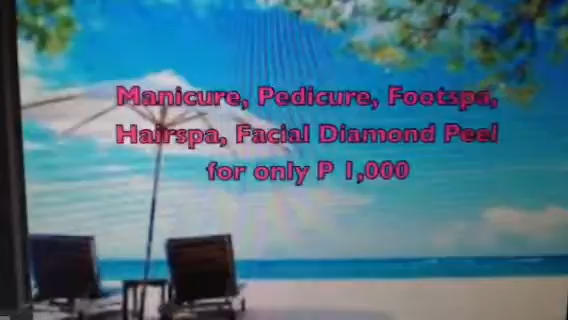 Manicure, Pedicure, Footspa,
Hairspa, Facial Diamond Peel
for only P 1,000